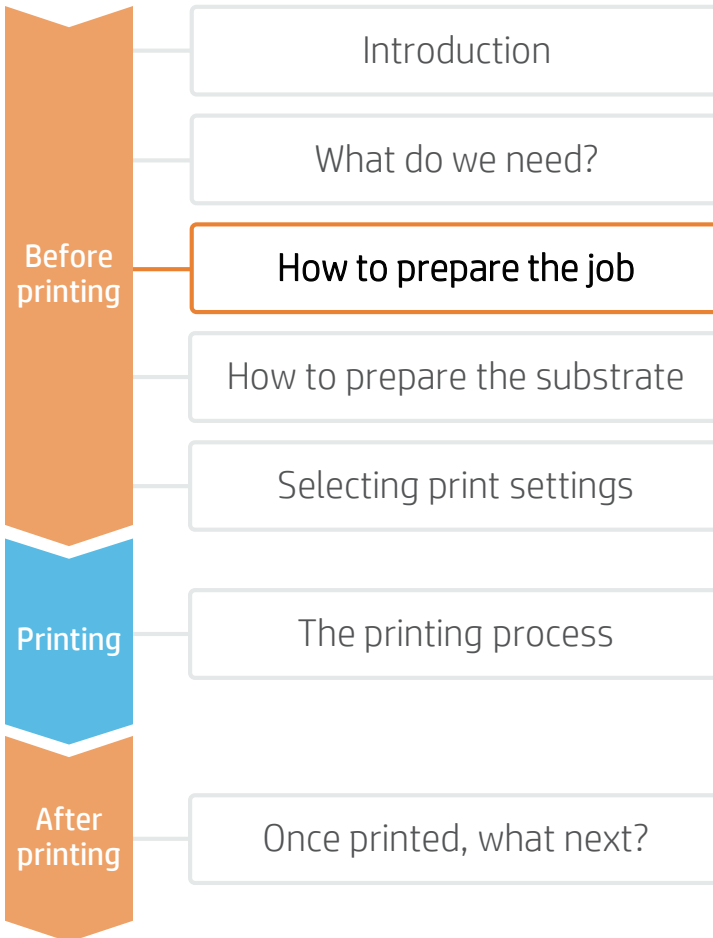 Introduction
What do we need?
Before
printing
How to prepare the job
How to prepare the substrate
Selecting print settings
Printing
The printing process
After
printing
Once printed, what next?